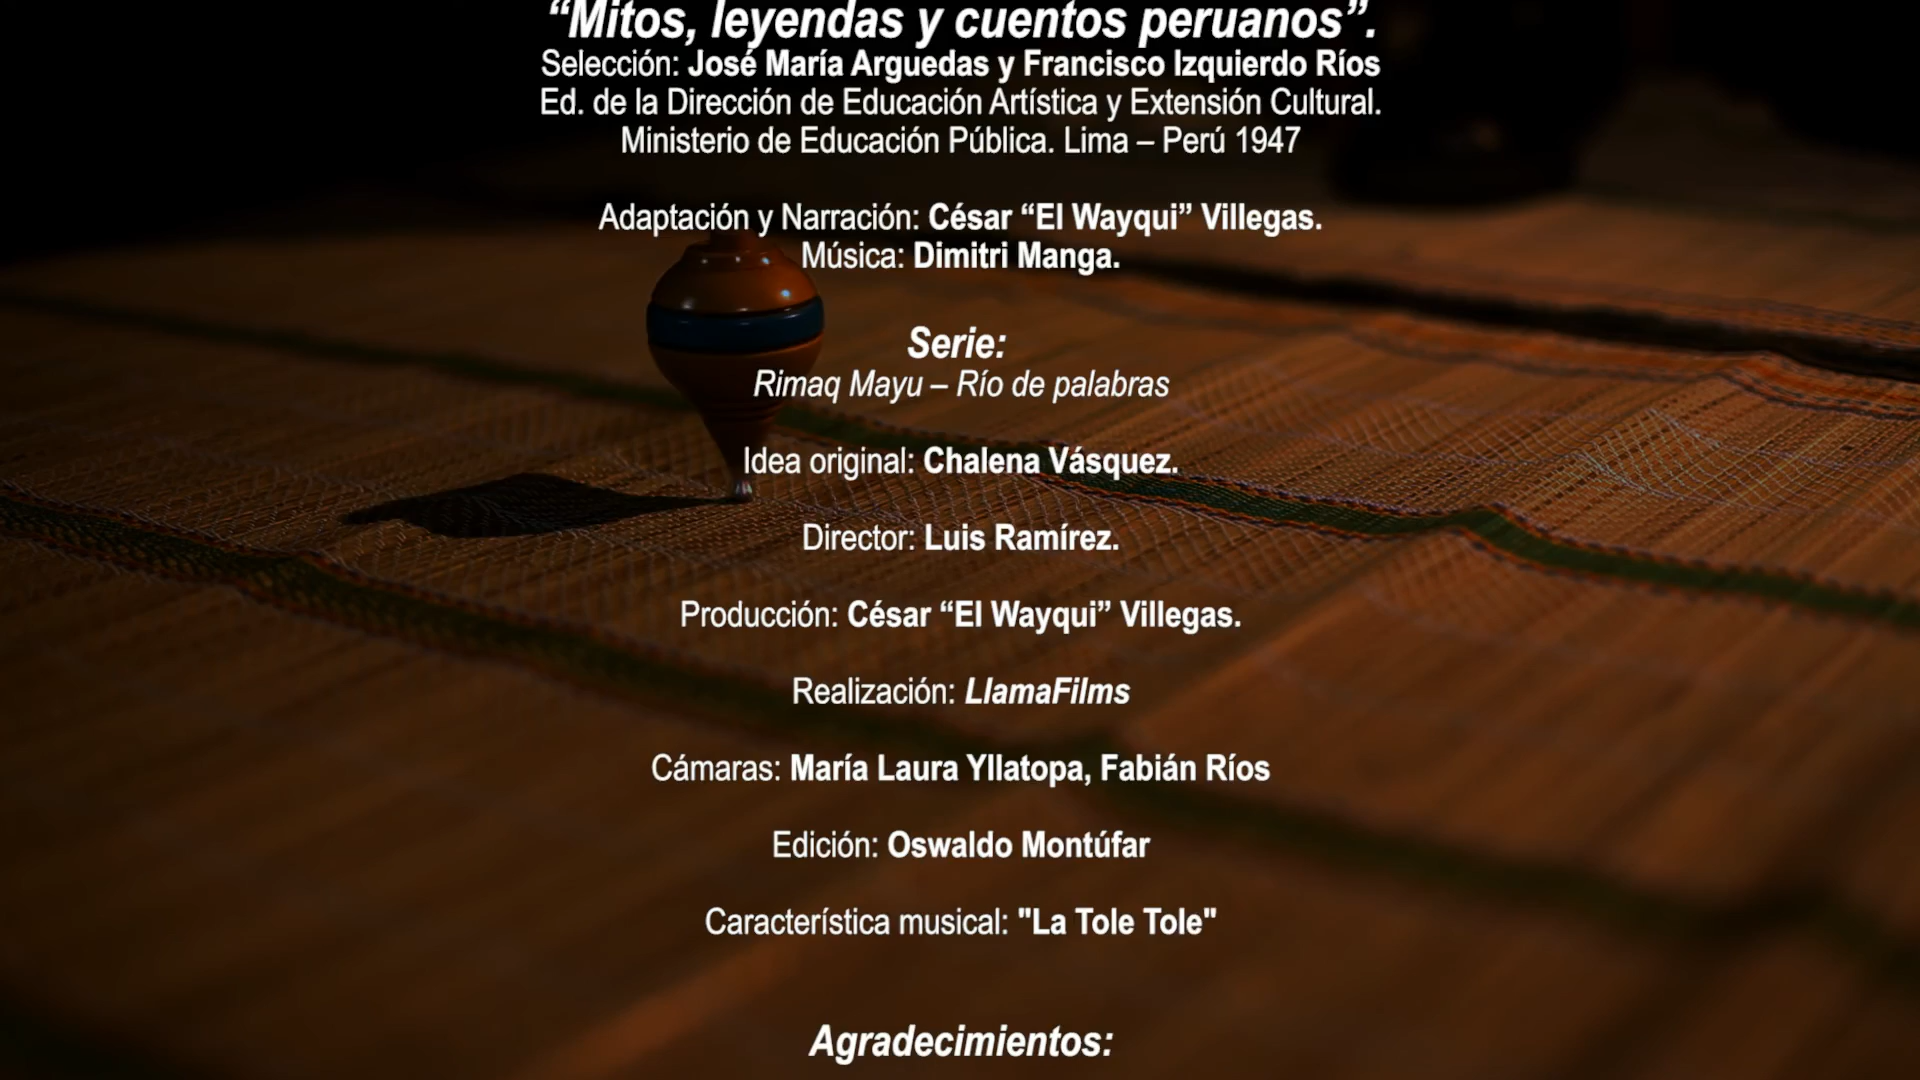 “Mitos, leyendas y cuentos peruanos”.
Selección: José María Arguedas y Francisco Izquierdo Ríos
Ed. de la Dirección de Educación Artística y Extensión Cultural.
Ministerio de Educación Pública. Lima – Perú 1947
Adaptación y Narración: César “El Wayqui” Villegas.
Música: Dimitri Manga.
Serie:
Rimaq Mayu – Río de palabras
Idea original: Chalena Vásquez.
Director: Luis Ramírez.
Producción: César “El Wayqui” Villegas.
Realización: LlamaFilms
Cámaras: María Laura Yllatopa, Fabián Ríos
Edición: Oswaldo Montúfar
Característica musical: "La Tole Tole"
Agradecimientos: